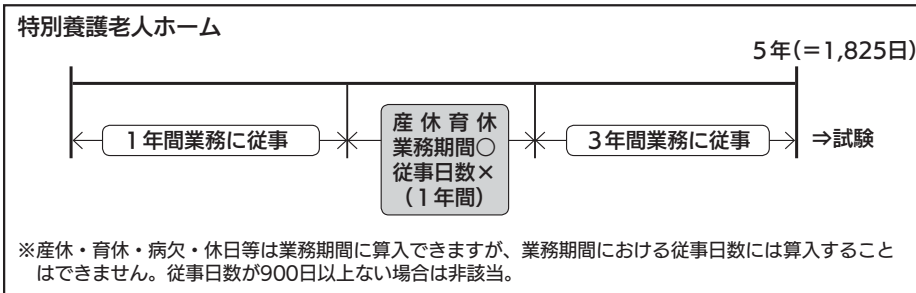 特別養護老人ホーム
5年(=1,825日)
1年間業務に従事
産休育休
業務期間○
従事日数×
(1年間)
3年間業務に従事
⇒試験
※産休・育休・病欠・休日等は業務期間に算入できますが、業務期間における従事日数には算入すること
はできません。従事日数が900日以上ない場合は非該当。